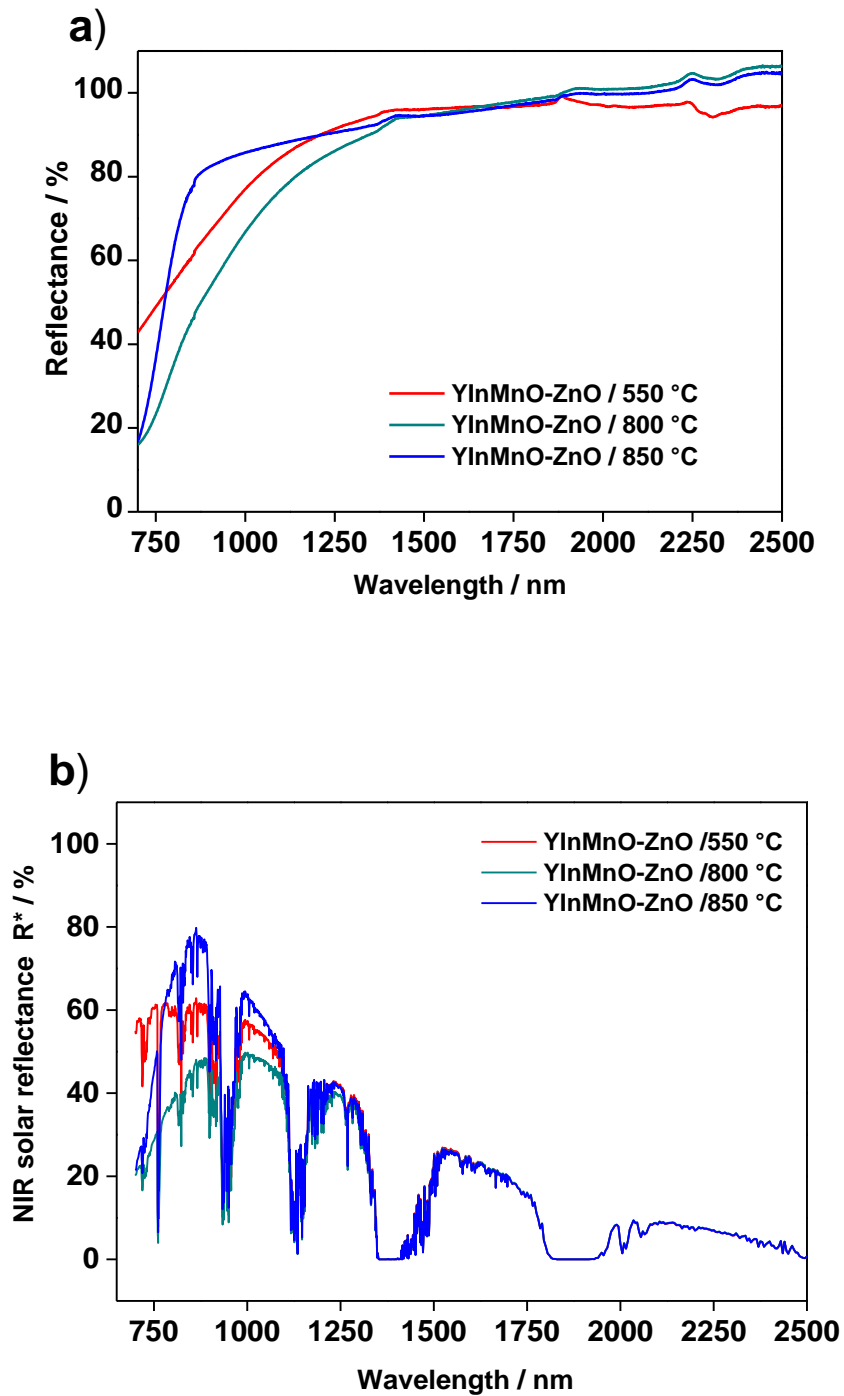 a)
100
80
60
40
20
0
Reflectance / %
YInMnO-ZnO / 550 °C
YInMnO-ZnO / 800 °C
YInMnO-ZnO / 850 °C
750 1000 1250 1500 1750 2000 2250 2500
Wavelength / nm
b)
100
80
60
40
20
0
NIR solar reflectance R* / %
YInMnO-ZnO /550 °C
YInMnO-ZnO /800 °C
YInMnO-ZnO /850 °C
750 1000 1250 1500 1750 2000 2250 2500
Wavelength / nm